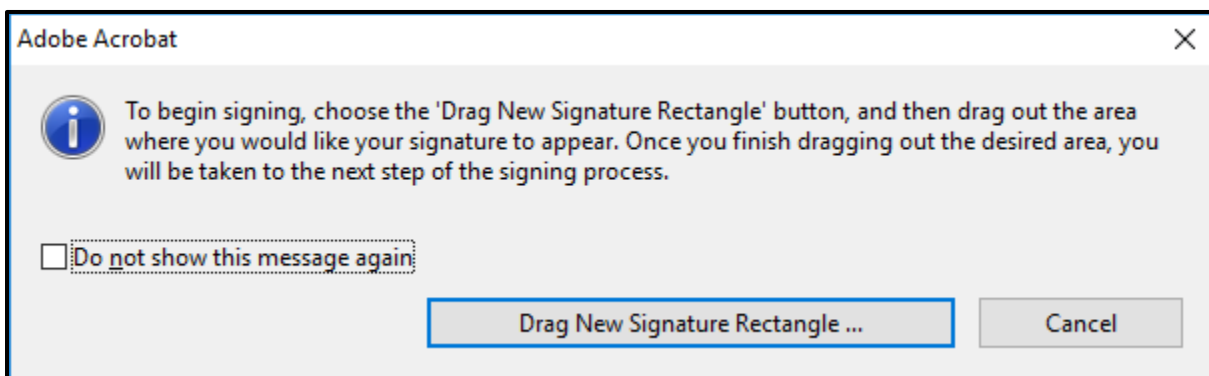 Adobe Acrobat
To begin signing, choose the 'Drag New Signature Rectangle' button, and then drag out the area
where you would like your signature to appear. Once you finish dragging out the desired area, you
will be taken to the next step of the signing process.
Do not show this message again
Drag New Signature Rectangle ...
Cancel